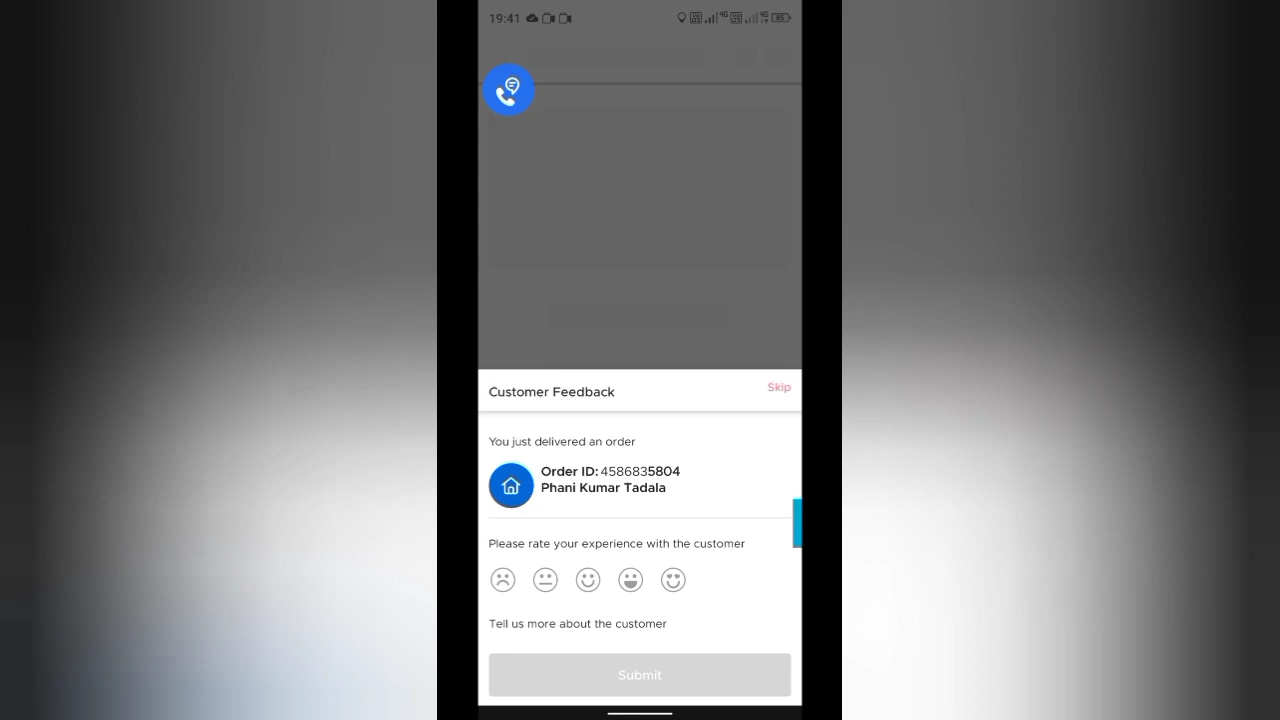 19:41
Customer Feedback
Skip
You just delivered an order
Order ID: 4586835804
Phani Kumar Tadala
Please rate your experience with the customer
Tell us more about the customer
Submit